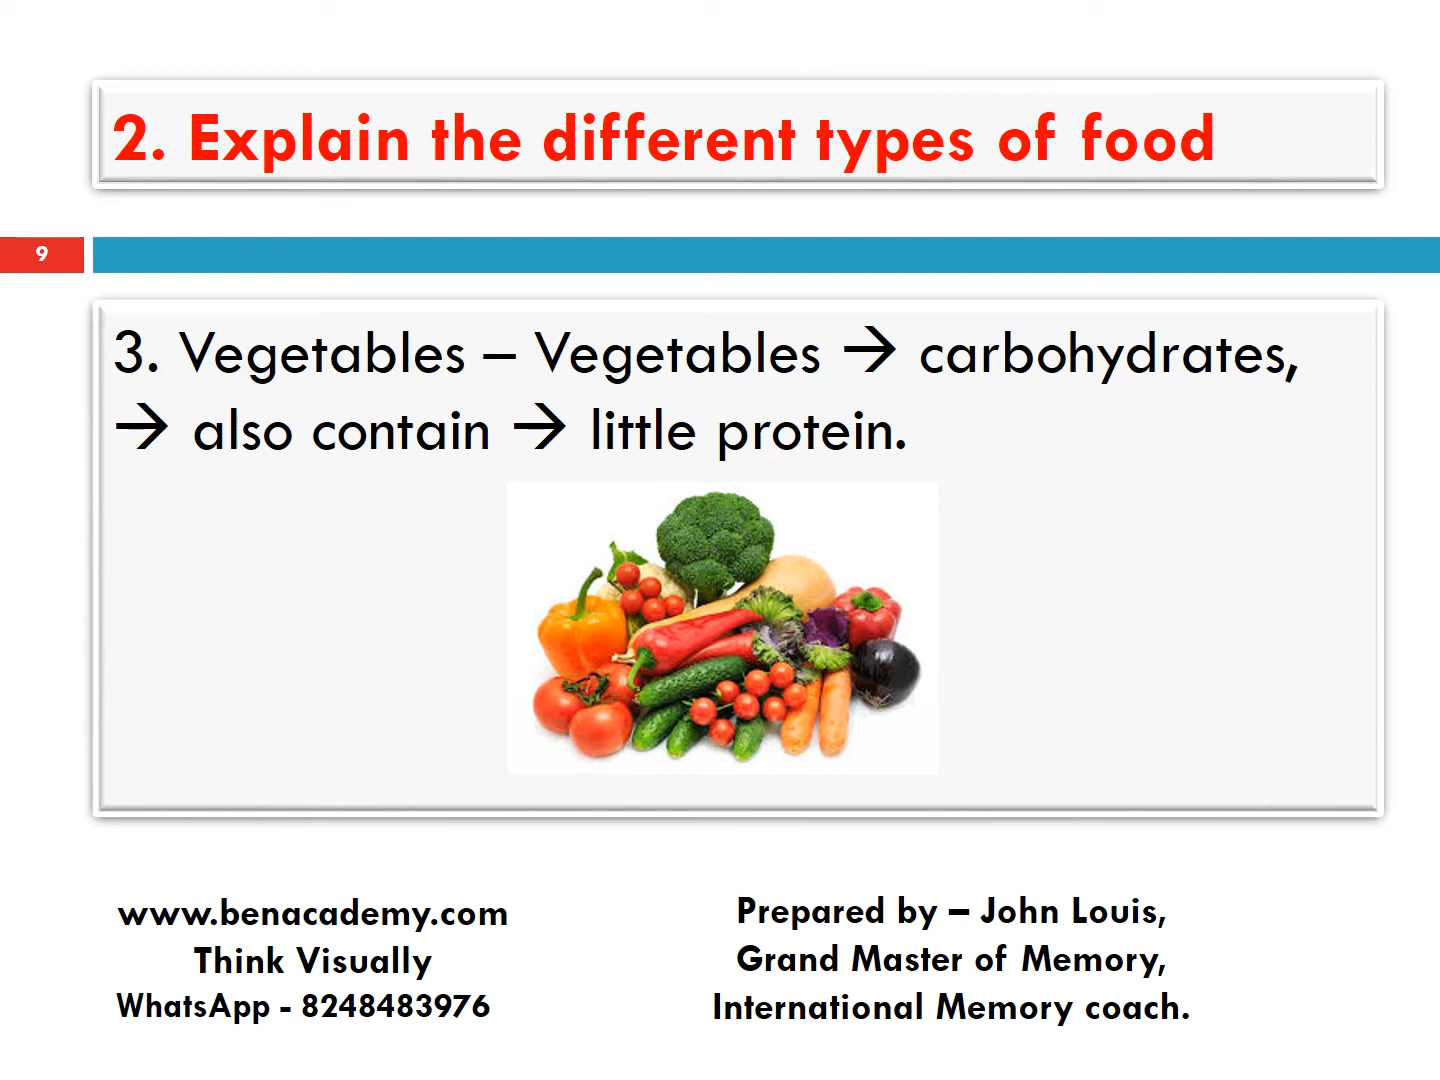 2. Explain the different types of food
9
3. Vegetables – Vegetables → carbohydrates,
→ also contain → little protein.
www.benacademy.com
Think Visually
WhatsApp - 8248483976
Prepared by – John Louis,
Grand Master of Memory,
International Memory coach.